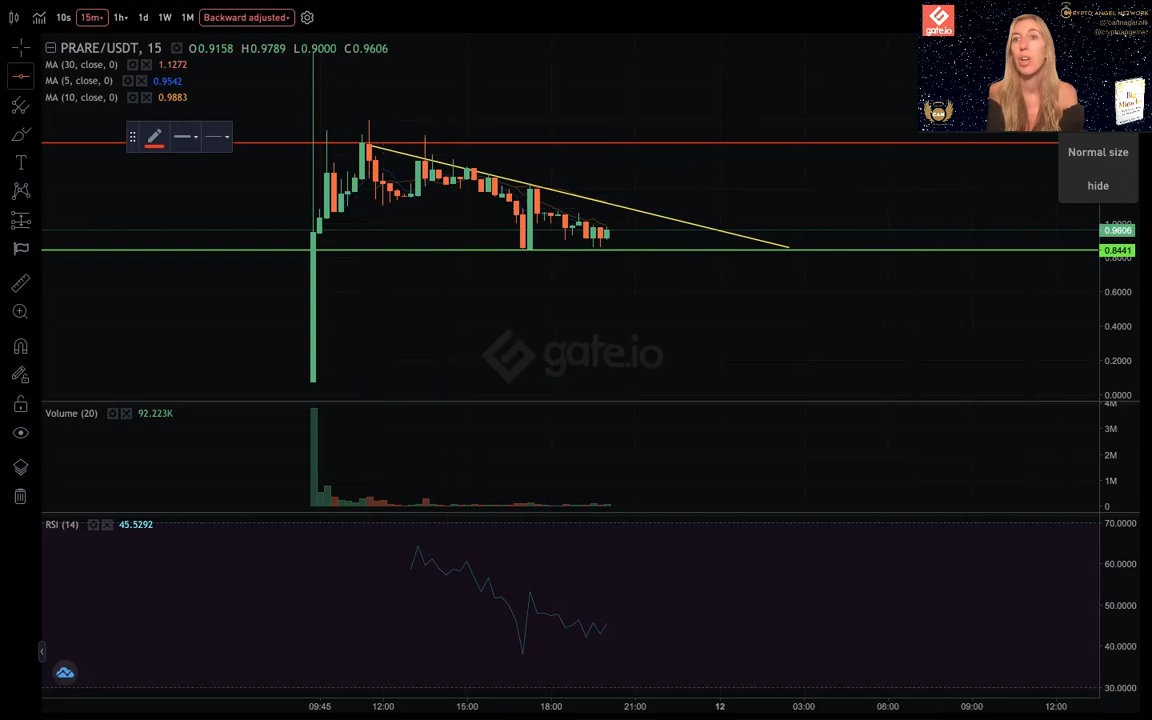 10s 15m 1h 1d 1W 1M Backward adjusted
PRARE/USDT, 15 O0.9158 H0.9789 L0.9000 C0.9606
MA (30, close, 0) 1.1272
MA (5, close, 0) 0.9542
MA (10, close, 0) 0.9883
gate.io
CRYPTO ANGEL NETWORK
CAN
Big
Miracles
Normal size
hide
1.0000
0.9606
0.8441
0.8000
0.6000
0.4000
0.2000
0.0000
gate.io
Volume (20) 92.223K
4M
3M
2M
1M
0
RSI (14) 45.5292
70.0000
60.0000
50.0000
40.0000
30.0000
09:45 12:00 15:00 18:00 21:00 12 03:00 06:00 09:00 12:00